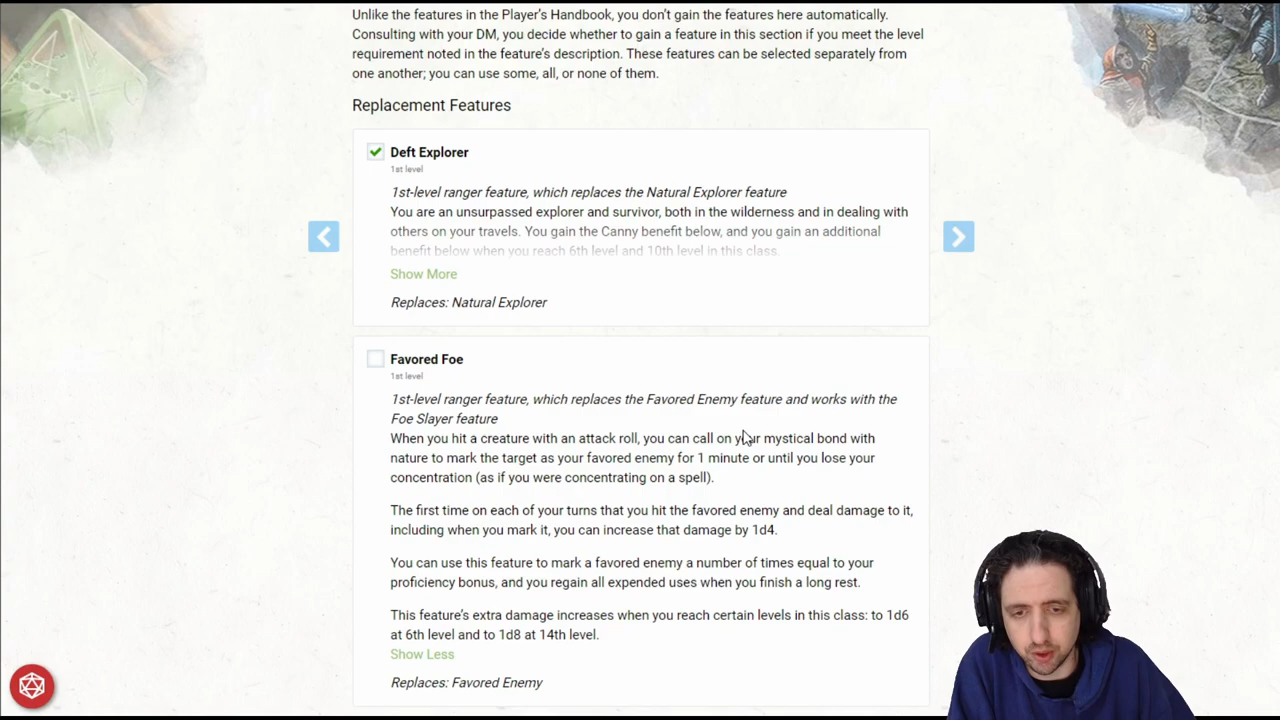 Unlike the features in the Player's Handbook, you don't gain the features here automatically.
Consulting with your DM, you decide whether to gain a feature in this section if you meet the level
requirement noted in the feature's description. These features can be selected separately from
one another; you can use some, all, or none of them.
Replacement Features
Deft Explorer
1st level
1st-level ranger feature, which replaces the Natural Explorer feature
You are an unsurpassed explorer and survivor, both in the wilderness and in dealing with
others on your travels. You gain the Canny benefit below, and you gain an additional
benefit below when you reach 6th level and 10th level in this class.
Show More
Replaces: Natural Explorer
Favored Foe
1st level
1st-level ranger feature, which replaces the Favored Enemy feature and works with the
Foe Slayer feature
When you hit a creature with an attack roll, you can call on your mystical bond with
nature to mark the target as your favored enemy for 1 minute or until you lose your
concentration (as if you were concentrating on a spell).
The first time on each of your turns that you hit the favored enemy and deal damage to it,
including when you mark it, you can increase that damage by 1d4.
You can use this feature to mark a favored enemy a number of times equal to your
proficiency bonus, and you regain all expended uses when you finish a long rest.
This feature's extra damage increases when you reach certain levels in this class: to 1d6
at 6th level and to 1d8 at 14th level.
Show Less
Replaces: Favored Enemy